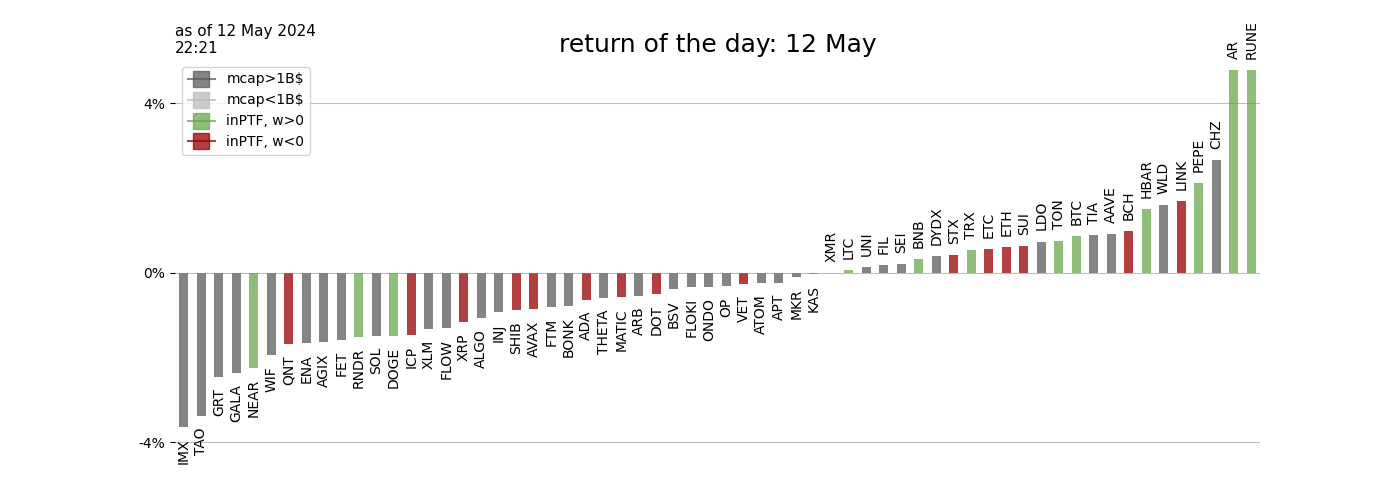 as of 12 May 2024
22:21
return of the day: 12 May
mcap>1B$
mcap<1B$
inPTF, w>0
inPTF, w<0
4%
0%
-4%
IMX
TAO
GRT
GALA
NEAR
WIF
QNT
ENA
AGIX
FET
RNDR
SOL
DOGE
ICP
XLM
FLOW
XRP
ALGO
INJ
SHIB
AVAX
FTM
BONK
ADA
THETA
MATIC
ARB
DOT
BSV
FLOKI
ONDO
OP
VET
ATOM
APT
MKR
KAS
XMR
LTC
UNI
FIL
SEI
BNB
DYDX
STX
TRX
ETC
ETH
SUI
LDO
TON
BTC
TIA
AAVE
BCH
HBAR
WLD
LINK
PEPE
CHZ
AR
RUNE